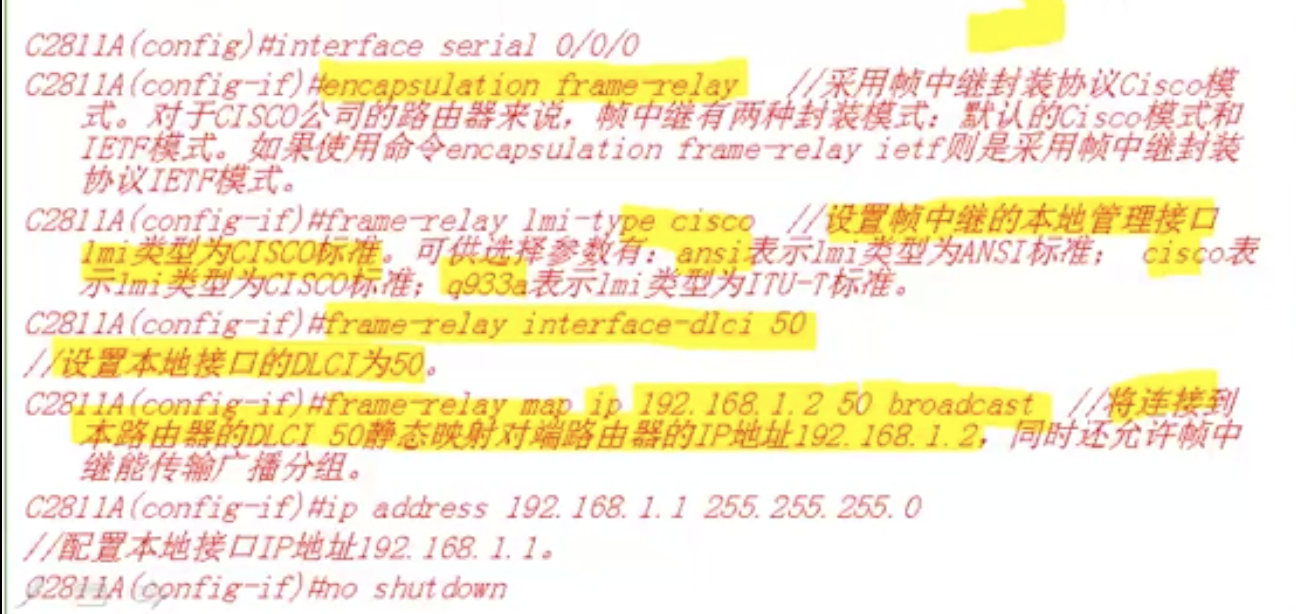 C2811A(config)#interface serial 0/0/0
C2811A(config-if)#encapsulation frame-relay //采用帧中继封装协议Cisco模
式。对于CISCO公司的路由器来说，帧中继有两种封装模式：默认的Cisco模式和
IETF模式。如果使用命令encapsulation frame-relay ietf则是采用帧中继封装
协议IETF模式。
C2811A(config-if)#frame-relay lmi-type cisco //设置帧中继的本地管理接口
lmi类型为CISCO标准。可供选择参数有：ansi表示lmi类型为ANSI标准； cisco表
示lmi类型为CISCO标准；q933a表示lmi类型为ITU-T标准。
C2811A(config-if)#frame-relay interface-dlci 50
//设置本地接口的DLCI为50。
C2811A(config-if)#frame-relay map ip 192.168.1.2 50 broadcast //将连接到
本路由器的DLCI 50静态映射对端路由器的IP地址192.168.1.2，同时还允许帧中
继能传输广播分组。
C2811A(config-if)#ip address 192.168.1.1 255.255.255.0
//配置本地接口IP地址192.168.1.1。
C2811A(config-if)#no shutdown